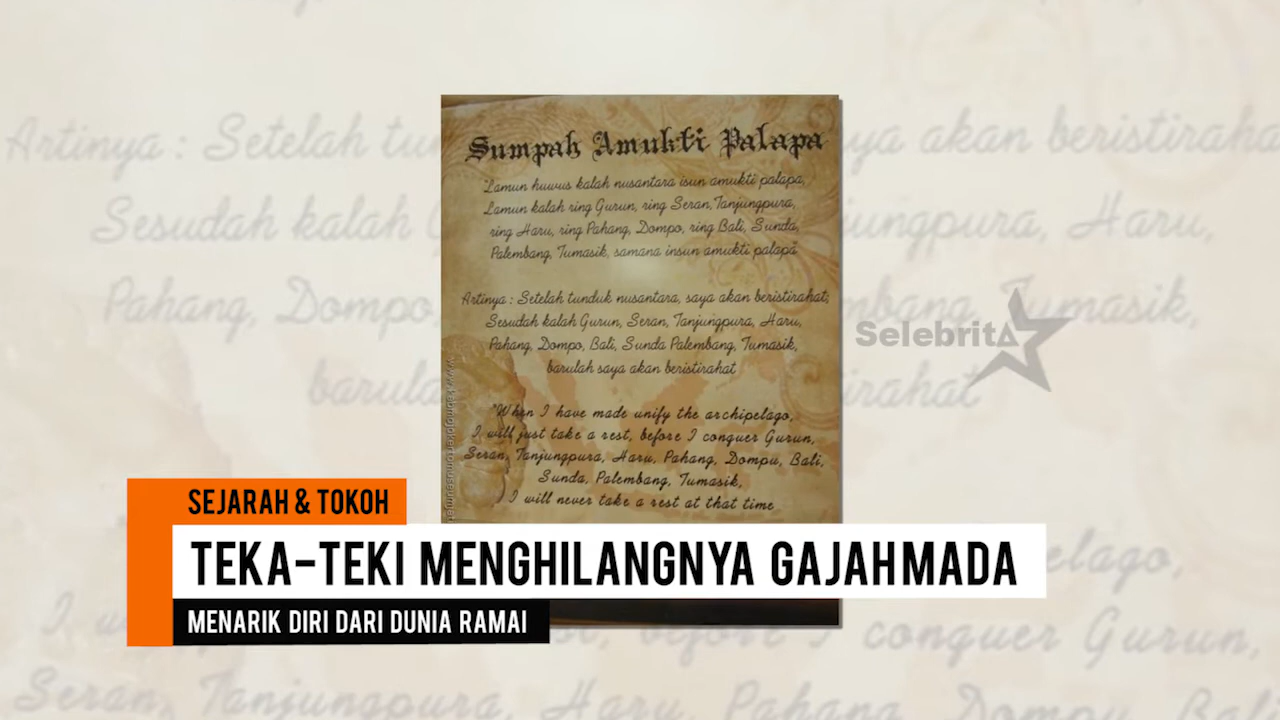 Sumpah Amukti Palapa
"Lamun huwus kalah nusantara isun amukti palapa,
Lamun kalah ring Gurun, ring Seran, Tanjungpura,
ring Haru, ring Pahang, Dompo, ring Bali, Sunda,
Palembang, Tumasik, samana insun amukti palapa"
Artinya : Setelah tunduk nusantara, saya akan beristirahat;
Sesudah kalah Gurun, Seran, Tanjungpura, Haru,
Pahang, Dompo, Bali, Sunda Palembang, Tumasik,
barulah saya akan beristirahat
"When I have made unify the archipelago,
I will just take a rest, before I conquer Gurun,
Seran, Tanjungpura, Haru, Pahang, Dompu, Bali,
Sunda, Palembang, Tumasik,
I will never take a rest at that time
Selebrita
SEJARAH & TOKOH
TEKA-TEKI MENGHILANGNYA GAJAHMADA
MENARIK DIRI DARI DUNIA RAMAI